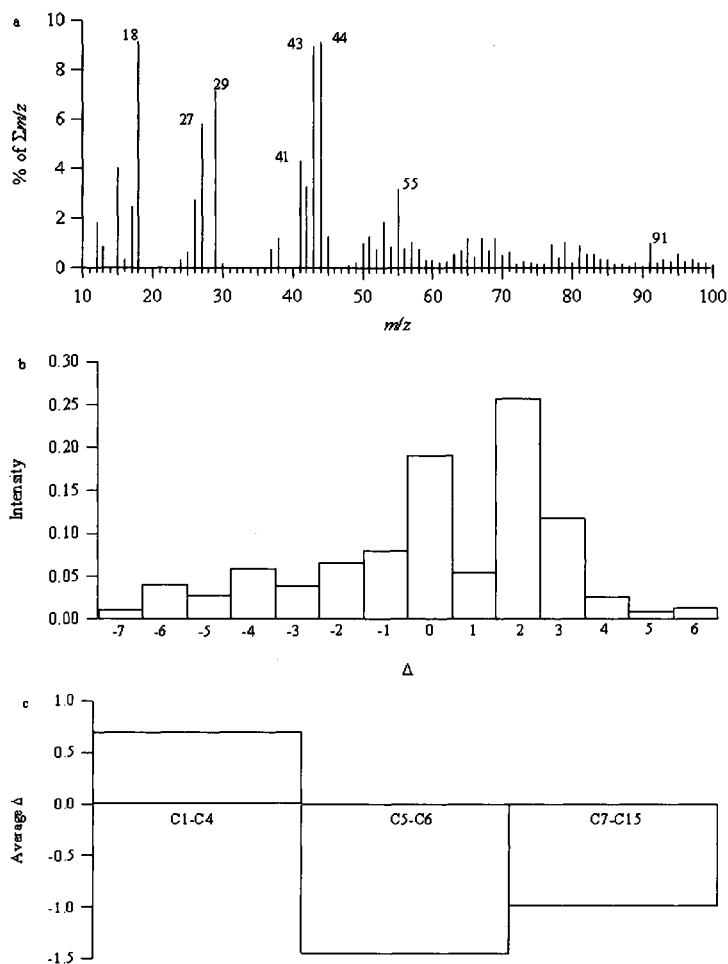 a
% of Σm/z
10
8
6
4
2
0
18
27
29
41
43
44
55
91
10 20 30 40 50 60 70 80 90 100
m/z
b
Intensity
0.30
0.25
0.20
0.15
0.10
0.05
0.00
-7 -6 -5 -4 -3 -2 -1 0 1 2 3 4 5 6
Δ
c
Average Δ
1.0
0.5
0.0
-0.5
-1.0
-1.5
C1-C4 C5-C6 C7-C15